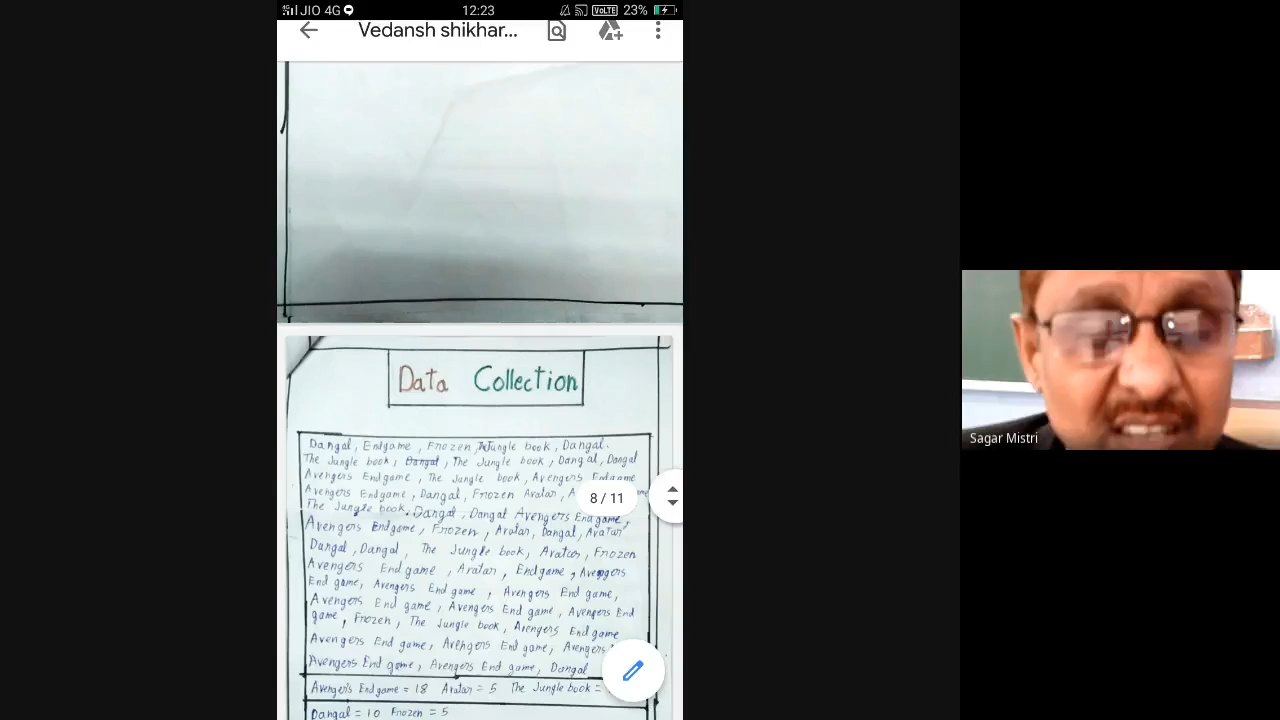 JIO 4G 12:23 VoLTE 23%
Vedansh shikhar...
Data Collection
Dangal, Endgame, Frozen, Jungle book, Dangal.
The Jungle book, Dangal, The Jungle book, Dangal, Dangal
Avengers Endgame, The Jungle book, Avengers Endgame
Avengers Endgame, Dangal, Frozen Avatar,
8 / 11
The Jungle book, Dangal, Dangal Avengers End game,
Avengers Endgame, Frozen, Avatar, Dangal, Avatar
Dangal, Dangal, The Jungle book, Avatar, Frozen
Avengers End game, Avatar, Endgame, Avengers
End game, Avengers End game, Avengers End game,
Avengers End game, Avengers End game, Avengers End
game, Frozen, The Jungle book, Avengers End game
Avengers End game, Avengers End game, Avengers
Avengers End game, Avengers End game, Dangal
Avengers Endgame = 18 Avatar = 5 The Jungle book =
Dangal = 10 Frozen = 5
Sagar Mistri